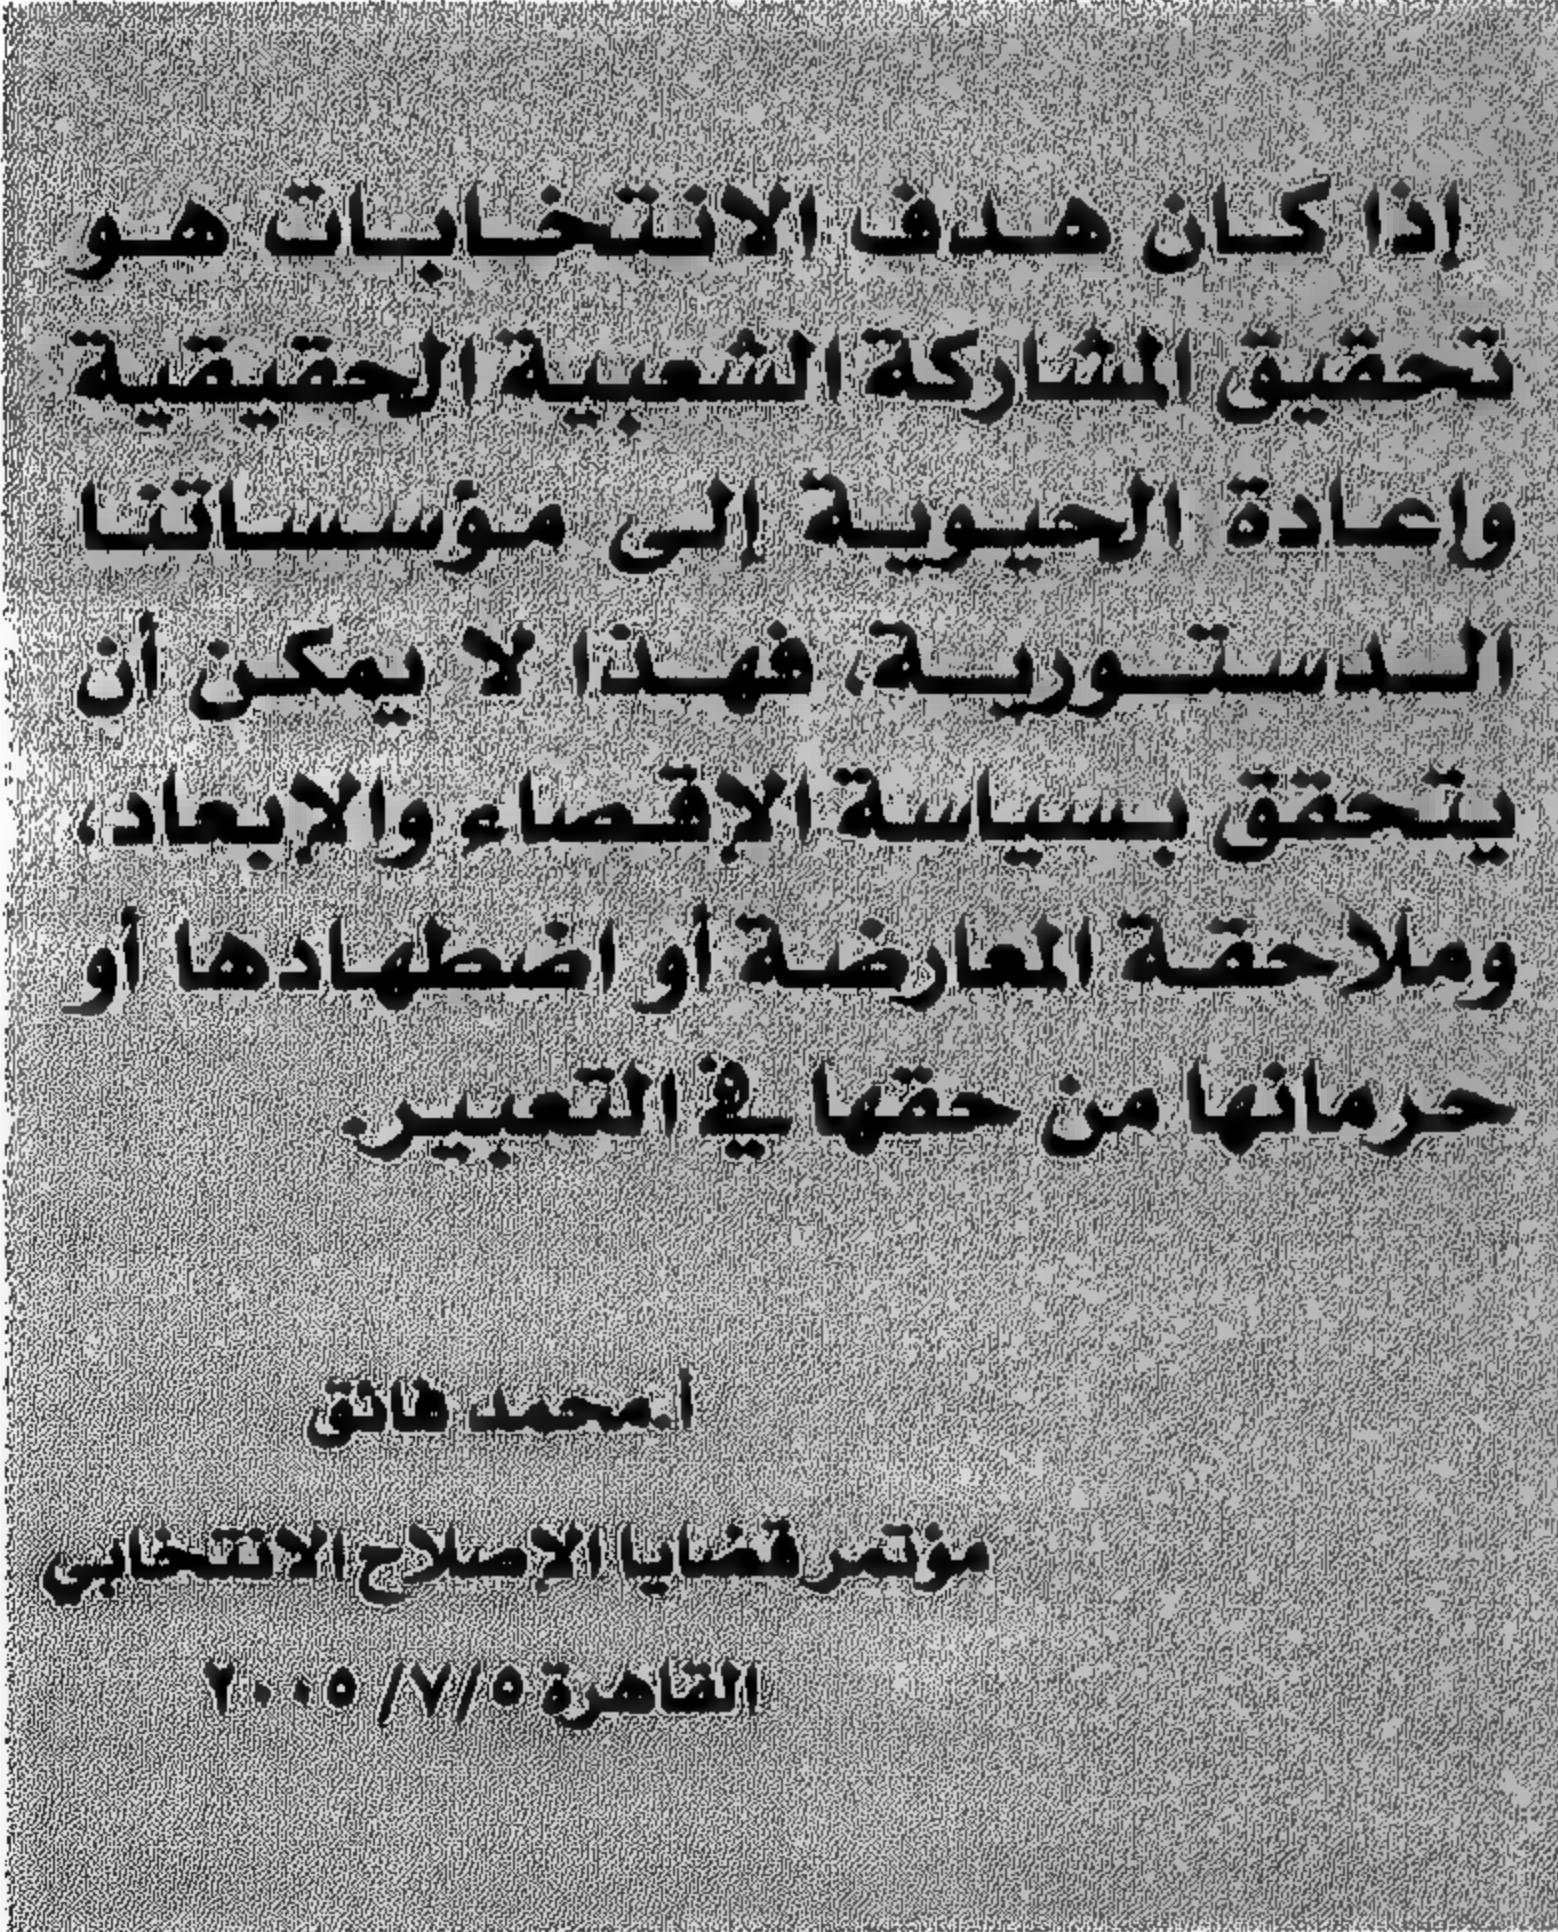 إذا كان هدف الانتخابات هو
تحقيق المشاركة الشعبية الحقيقية
وإعادة الحيوية إلى مؤسساتنا
الدستورية، فهذا لا يمكن أن
يتحقق بسياسة الإقصاء والإبعاد،
وملاحقة المعارضة أو اضطهادها أو
حرمانها من حقها في التعبير.
أ.محمد فائق
مؤتمر قضايا الإصلاح الانتخابي
القاهرة ٥/٧/ ٢٠٠٥